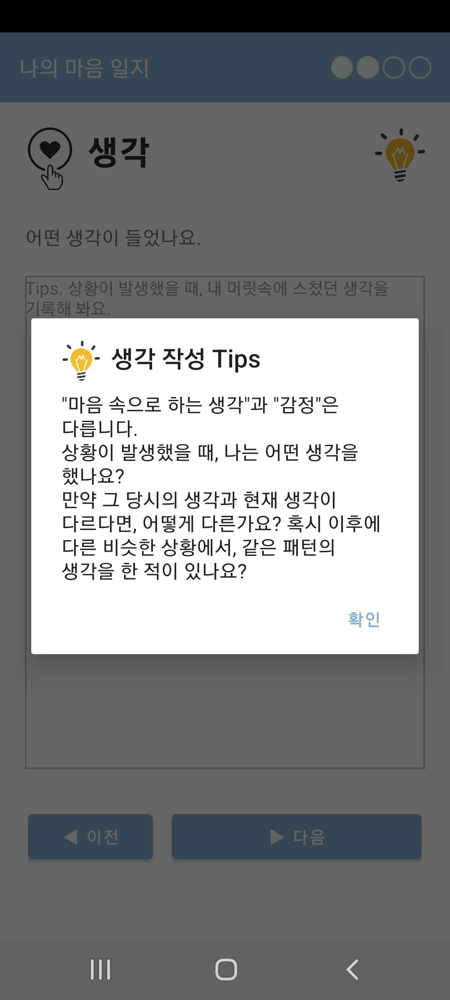 나의 마음 일지
생각
어떤 생각이 들었나요.
Tips. 상황이 발생했을 때, 내 머릿속에 스쳤던 생각을
기록해 봐요.
생각 작성 Tips
"마음 속으로 하는 생각"과 "감정"은
다릅니다.
상황이 발생했을 때, 나는 어떤 생각을
했나요?
만약 그 당시의 생각과 현재 생각이
다르다면, 어떻게 다른가요? 혹시 이후에
다른 비슷한 상황에서, 같은 패턴의
생각을 한 적이 있나요?
확인
◀ 이전
▶ 다음